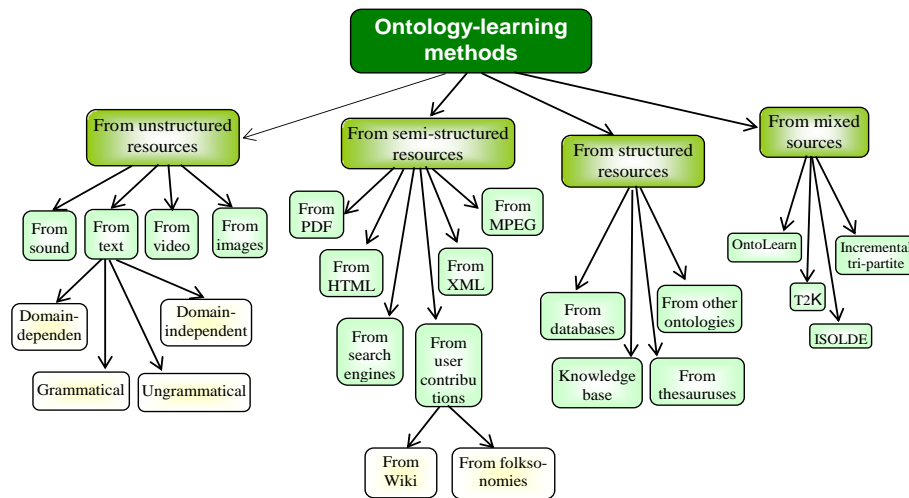 Ontology-learning
methods
From unstructured
resources
From semi-structured
resources
From structured
resources
From mixed
sources
From
sound
From
text
From
video
From
images
Domain-
dependen
Domain-
independent
Grammatical
Ungrammatical
From
PDF
From
MPEG
From
HTML
From
XML
From
search
engines
From
user
contribu-
tions
From
Wiki
From folkso-
nomies
From
databases
From other
ontologies
Knowledge
base
From
thesauruses
OntoLearn
Incremental
tri-partite
T2K
ISOLDE